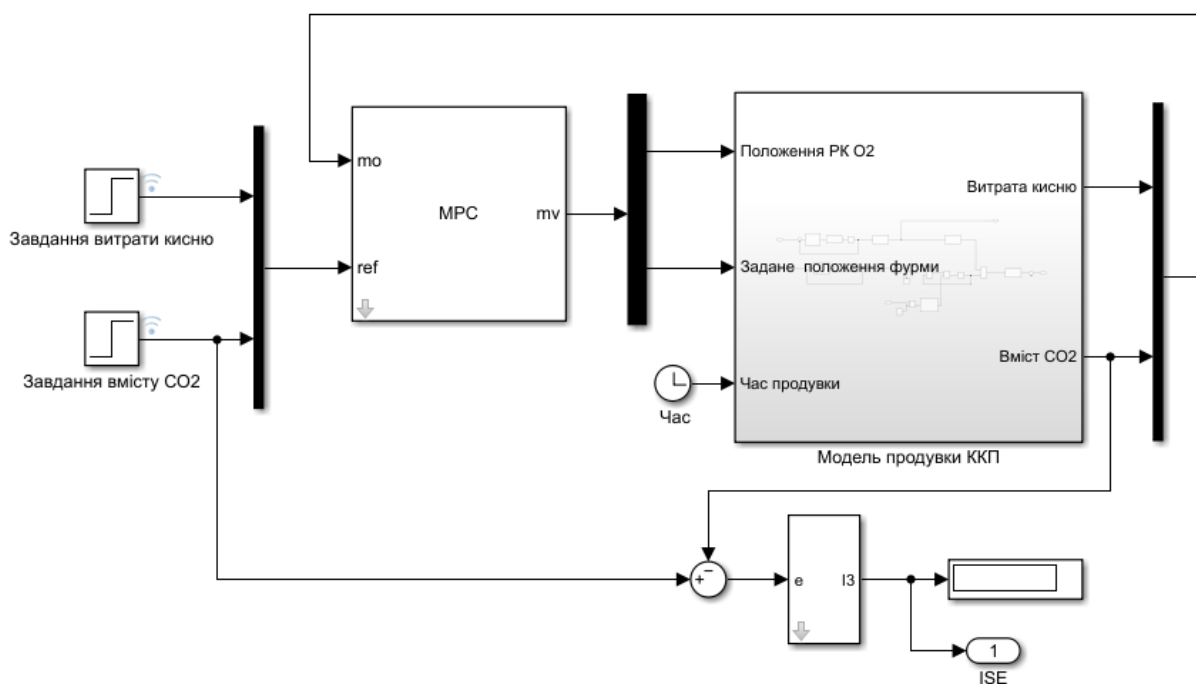 mo
MPC
mv
ref
Завдання витрати кисню
Завдання вмісту СО2
Положення РК О2
Витрата кисню
Задане положення фурми
Вміст СО2
Час продувки
Час
Модель продувки ККП
+
−
e
I3
1
ISE